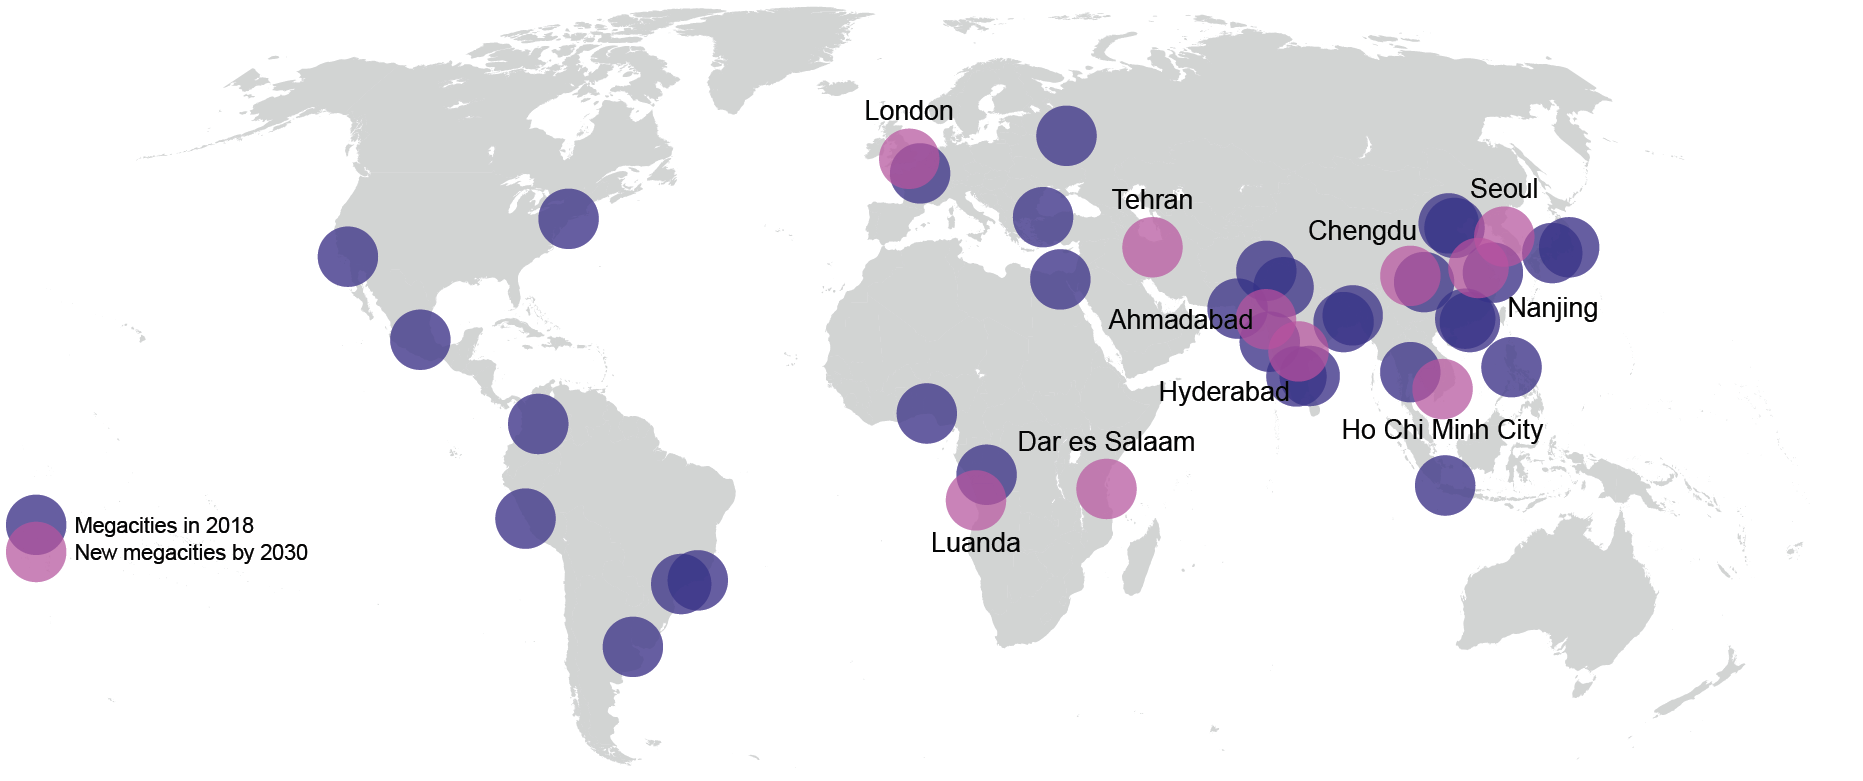 London
Seoul
Tehran
Chengdu
Nanjing
Ahmadabad
Hyderabad
Ho Chi Minh City
Dar es Salaam
Luanda
Megacities in 2018
New megacities by 2030